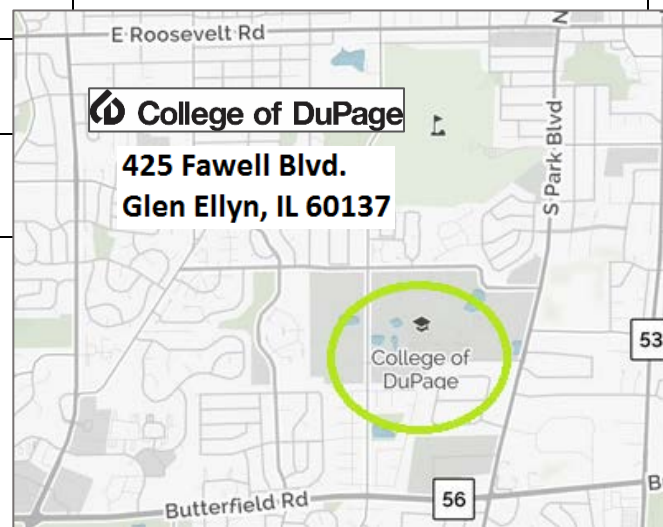 E Roosevelt Rd
N
College of DuPage
425 Fawell Blvd.
Glen Ellyn, IL 60137
S Park Blvd
53
College of
DuPage
Butterfield Rd
56
B